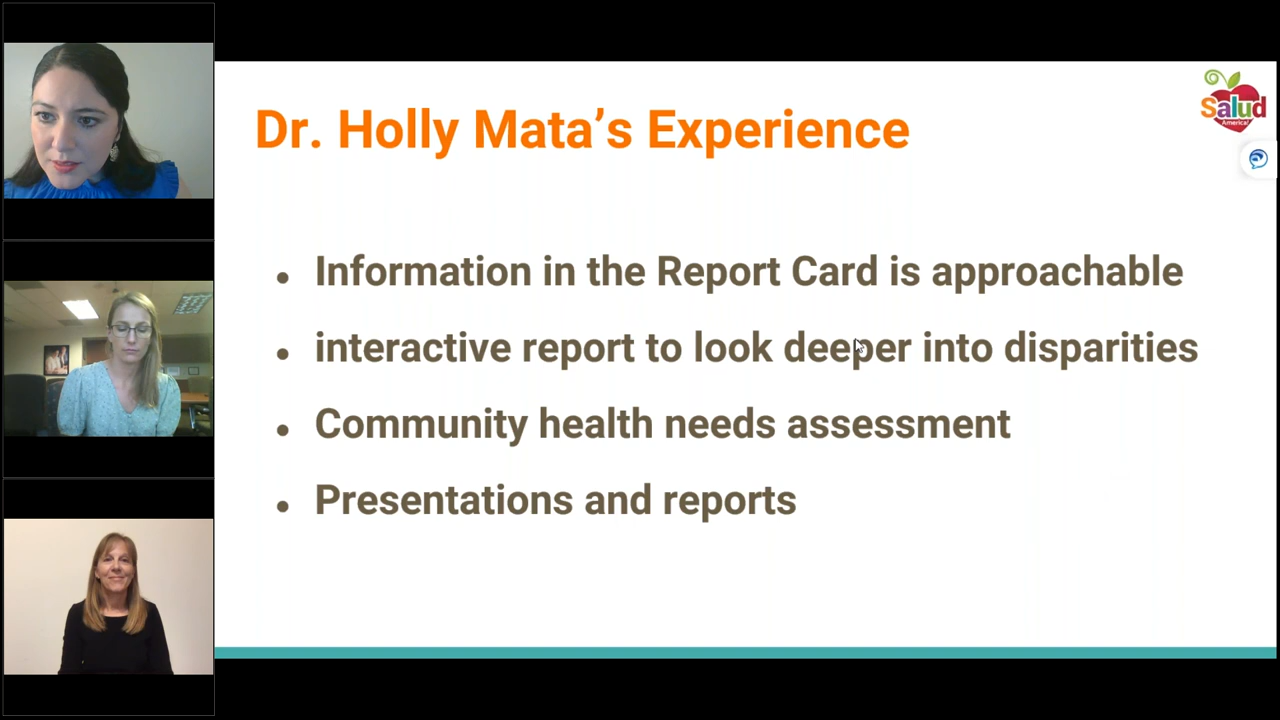 Dr. Holly Mata’s Experience
Salud
America!
• Information in the Report Card is approachable
• interactive report to look deeper into disparities
• Community health needs assessment
• Presentations and reports